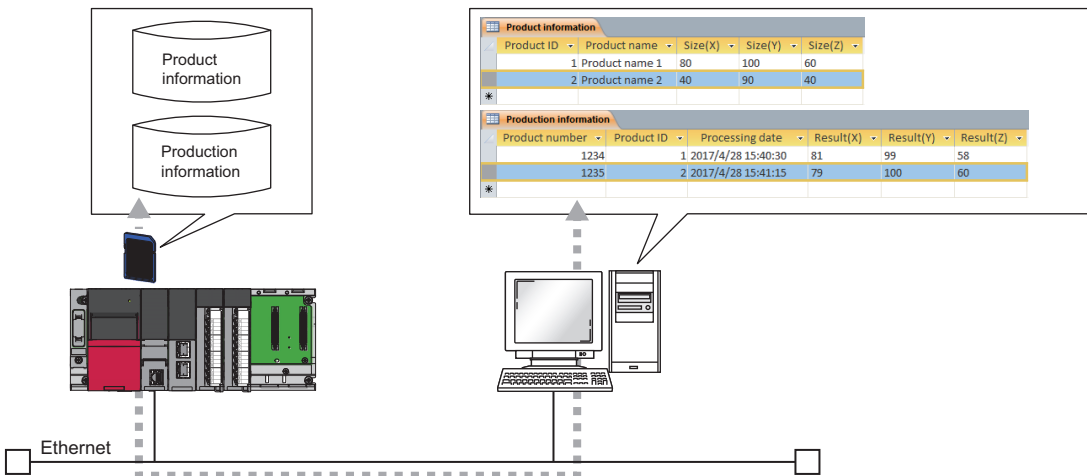 Product
information
Production
information
Product information
Product ID Product name Size(X) Size(Y) Size(Z)
1 Product name 1 80 100 60
2 Product name 2 40 90 40
Production information
Product number Product ID Processing date Result(X) Result(Y) Result(Z)
1234 1 2017/4/28 15:40:30 81 99 58
1235 2 2017/4/28 15:41:15 79 100 60
Ethernet